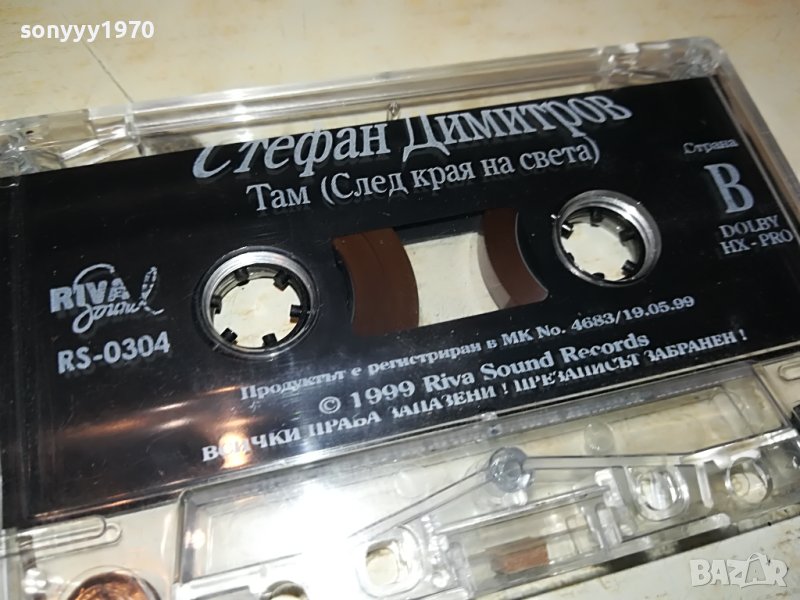 sonyyy1970
Стефан Димитров
Там (След края на света)
Страна
B
DOLBY
HX - PRO
RIVA
Sound
RS-0304
Продуктът е регистриран в МК No. 4683/19.05.99
© 1999 Riva Sound Records
ВСИЧКИ ПРАВА ЗАПАЗЕНИ ! ПРЕЗАПИСЪТ ЗАБРАНЕН !
BAZAR